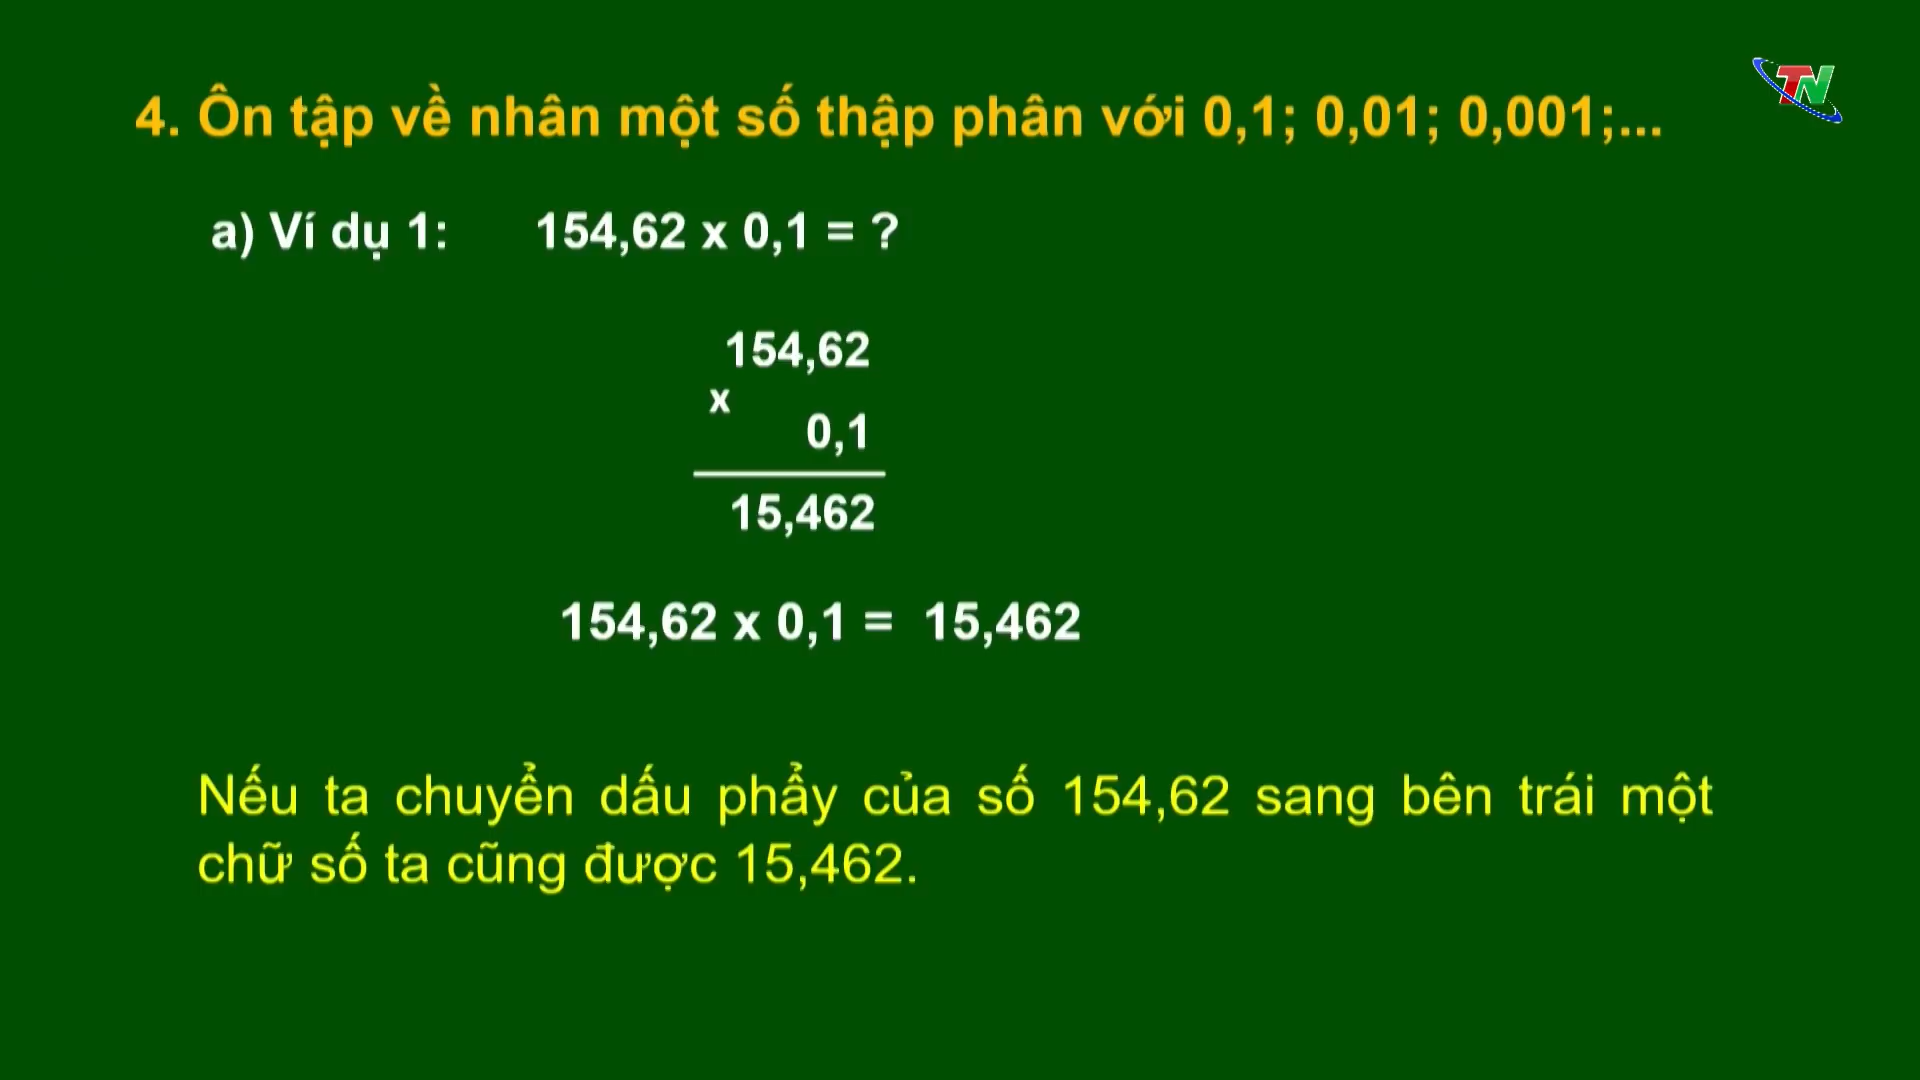 TN
4. Ôn tập về nhân một số thập phân với 0,1; 0,01; 0,001;...
a) Ví dụ 1: 154,62 x 0,1 = ?
154,62
x
0,1
15,462
154,62 x 0,1 = 15,462
Nếu ta chuyển dấu phẩy của số 154,62 sang bên trái một
chữ số ta cũng được 15,462.